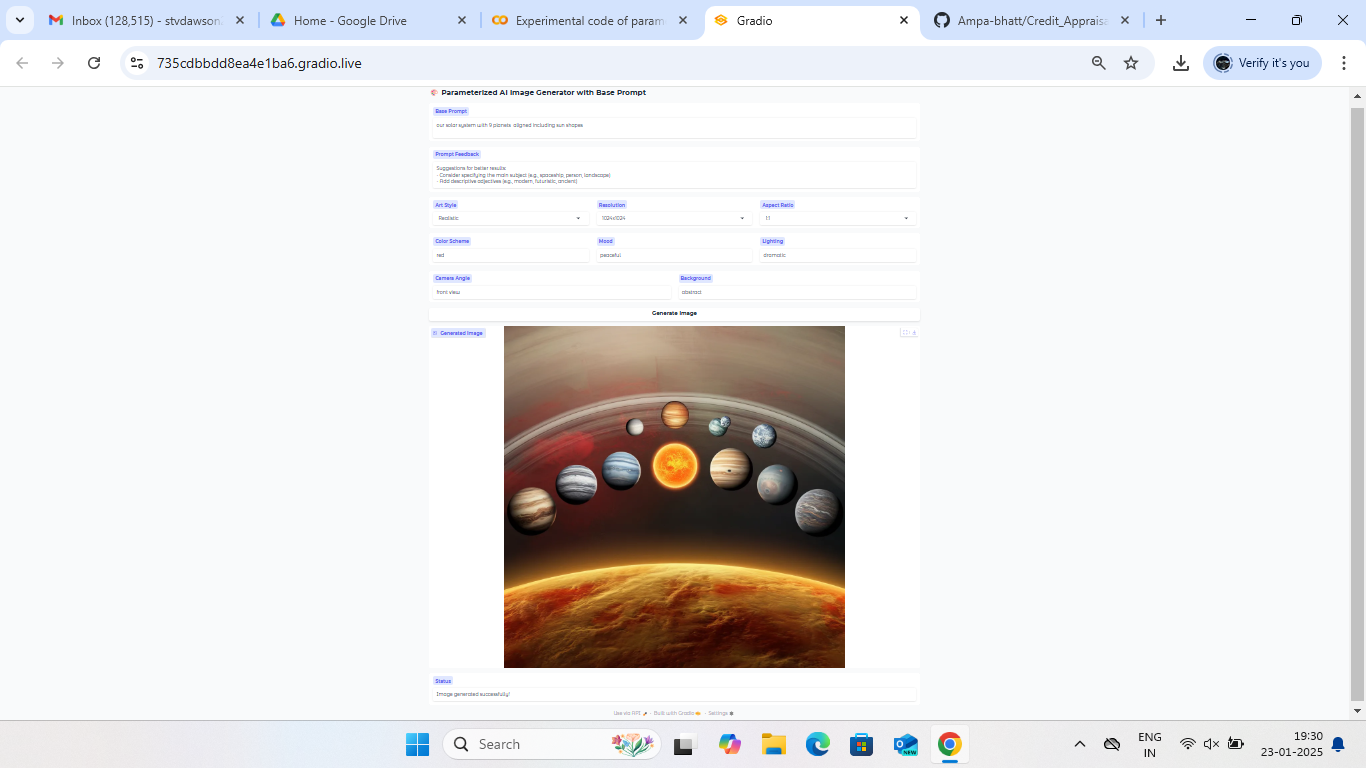 Inbox (128,515) - stvdawson
Home - Google Drive
Experimental code of param
Gradio
Ampa-bhatt/Credit_Appraisa
735cdbbdd8ea4e1ba6.gradio.live
Verify it's you
Parameterized AI Image Generator with Base Prompt
Base Prompt
our solar system with 9 planets aligned including sun shapes
Prompt Feedback
Suggestions for better results:
- Consider specifying the main subject (e.g., spaceship, person, landscape)
- Add descriptive adjectives (e.g., modern, futuristic, ancient)
Art Style
Resolution
Aspect Ratio
Realistic
1024x1024
1:1
Color Scheme
Mood
Lighting
red
peaceful
dramatic
Camera Angle
Background
front view
abstract
Generate Image
Generated Image
Status
Image generated successfully!
Use via API · Built with Gradio · Settings
Search
NEW
ENG
IN
19:30
23-01-2025